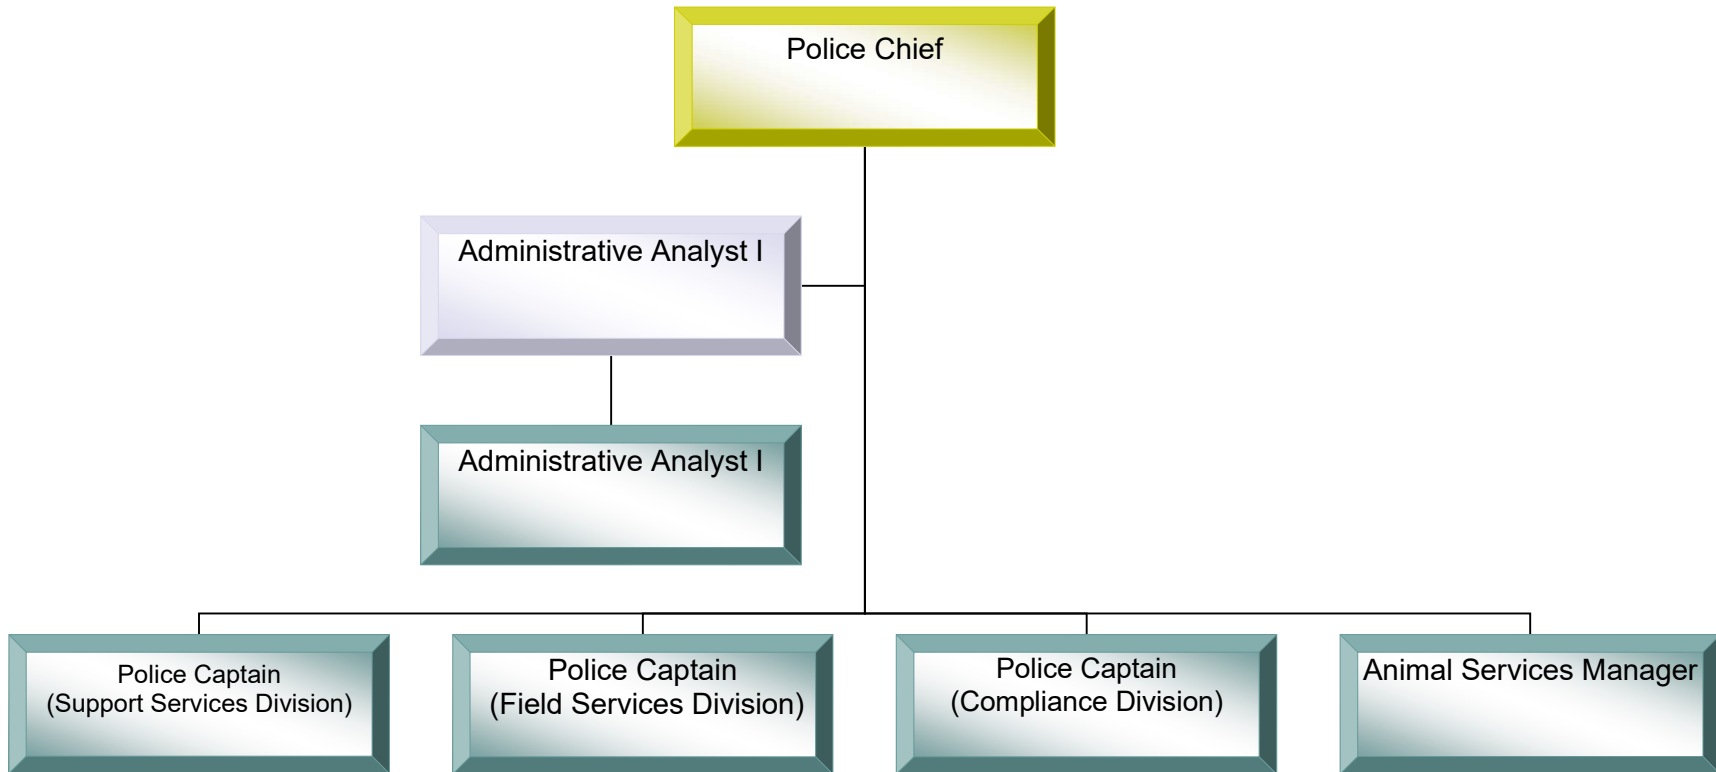 Police Chief
Administrative Analyst I
Administrative Analyst I
Police Captain
(Support Services Division)
Police Captain
(Field Services Division)
Police Captain
(Compliance Division)
Animal Services Manager